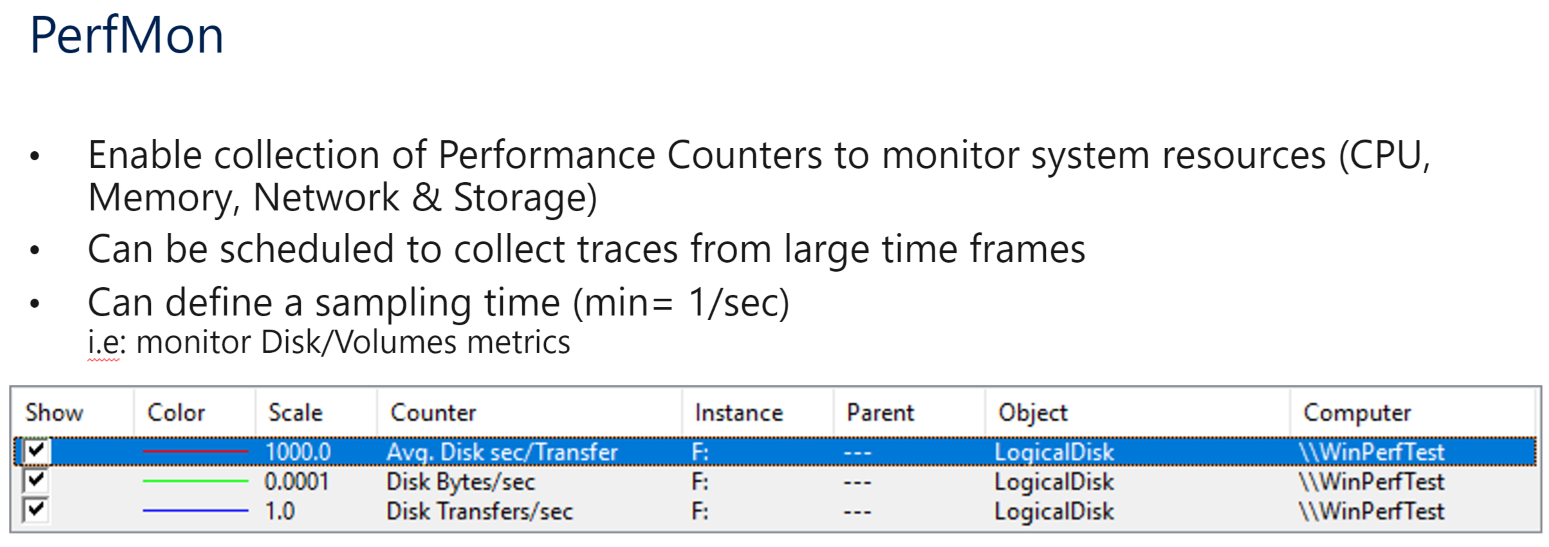 PerfMon
• Enable collection of Performance Counters to monitor system resources (CPU,
Memory, Network & Storage)
• Can be scheduled to collect traces from large time frames
• Can define a sampling time (min= 1/sec)
i.e: monitor Disk/Volumes metrics
Show Color Scale Counter Instance Parent Object Computer
1000.0 Avg. Disk sec/Transfer F: --- LogicalDisk \\WinPerfTest
0.0001 Disk Bytes/sec F: --- LogicalDisk \\WinPerfTest
1.0 Disk Transfers/sec F: --- LogicalDisk \\WinPerfTest